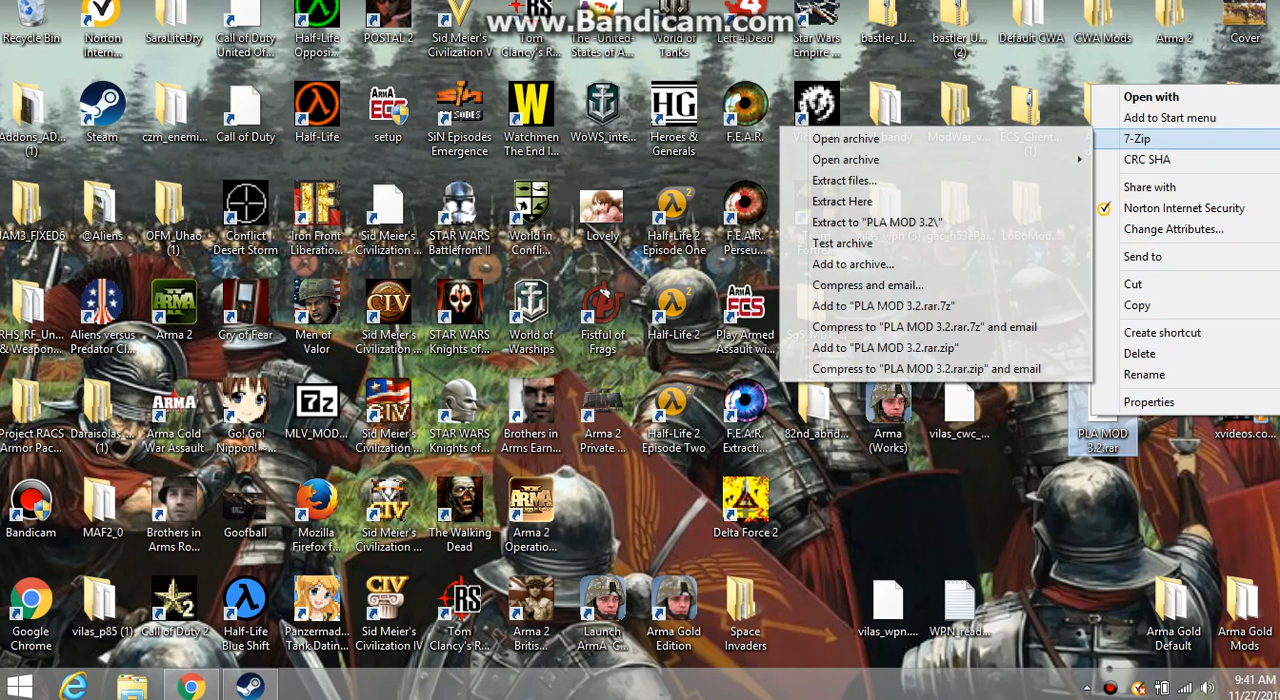 www.Bandicam.com
Recycle Bin
Norton
Intern...
SaraLiteDry
Call of Duty
United Of...
Half-Life
Opposi...
POSTAL 2
Sid Meier's
Civilization V
Tom
Clancy's R...
The -United-
States of A...
World of
Tanks
Left 4 Dead
Star Wars
Empire ...
bastler_U...
bastler_U...
(2)
Default CWA
CWA Mods
Arma 2
Cover
Addons_AD...
(1)
Steam
czm_enemi...
Call of Duty
Half-Life
setup
SiN Episodes
Emergence
Watchmen
The End I...
WoWS_inte...
Heroes &
Generals
F.E.A.R.
ModWar_
ECS_Client...
(1)
JAM3_FIXED6
@Aliens
OFM_Uhao
(1)
Conflict
Desert Storm
Iron Front
Liberatio...
Sid Meier's
Civilization ...
STAR WARS
Battlefront II
World in
Confli...
Lovely
Half-Life 2
Episode One
F.E.A.R.
Perseu...
RHS_RF_Un...
& Weapon...
Aliens versus
Predator Cl...
Arma 2
Cry of Fear
Men of
Valor
Sid Meier's
Civilization ...
STAR WARS
Knights of...
World of
Warships
Fistful of
Frags
Half-Life 2
Play Armed
Assault wi...
Project RACS
Armor Pac...
Daraisolas_...
(1)
Arma Cold
War Assault
Go! Go!
Nippon! ~...
MLV_MOD...
Sid Meier's
Civilization ...
STAR WARS
Knights of...
Brothers in
Arms Earn...
Arma 2
Private ...
Half-Life 2
Episode Two
F.E.A.R.
Extracti...
82nd_abnd...
Arma
(Works)
vilas_cwc_...
PLA MOD
3.2.rar
xvideos.co...
Bandicam
MAF2_0
Brothers in
Arms Ro...
Goofball
Mozilla
Firefox f...
Sid Meier's
Civilization ...
The Walking
Dead
Arma 2
Operatio...
Delta Force 2
Google
Chrome
vilas_p85 (1)
Call of Duty 2
Half-Life
Blue Shift
Panzermad...
Tank Datin...
Sid Meier's
Civilization IV
Tom
Clancy's R...
Arma 2
Britis...
Launch
ArmA "C...
Arma Gold
Edition
Space
Invaders
vilas_wpn....
WPN_read...
Arma Gold
Default
Arma Gold
Mods
Open archive
Open archive
Extract files...
Extract Here
Extract to "PLA MOD 3.2\"
Test archive
Add to archive...
Compress and email...
Add to "PLA MOD 3.2.rar.7z"
Compress to "PLA MOD 3.2.rar.7z" and email
Add to "PLA MOD 3.2.rar.zip"
Compress to "PLA MOD 3.2.rar.zip" and email
Open with
Add to Start menu
7-Zip
CRC SHA
Share with
Norton Internet Security
Change Attributes...
Send to
Cut
Copy
Create shortcut
Delete
Rename
Properties
9:41 AM
11/27/201